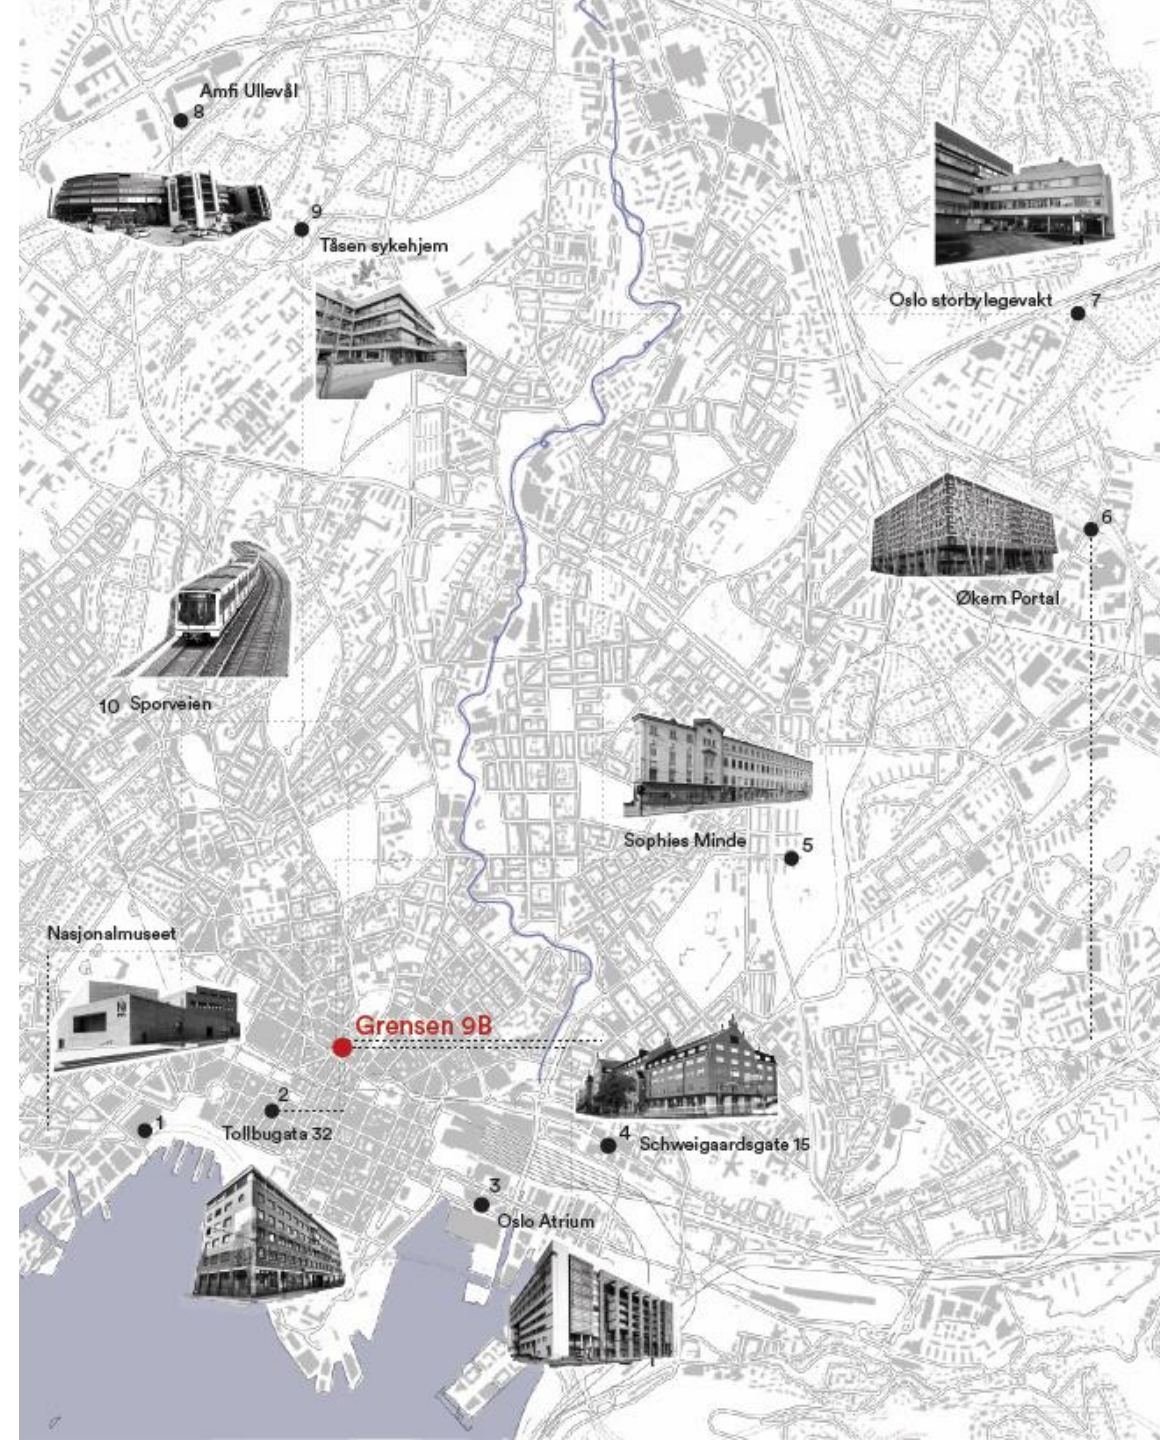 Amfi Ullevål
8
9
Tåsen sykehjem
Oslo storbylegevakt
7
6
Økern Portal
10 Sporveien
Sophies Minde
5
Nasjonalmuseet
Grensen 9B
2
Tollbugata 32
1
4
Schweigaardsgate 15
3
Oslo Atrium